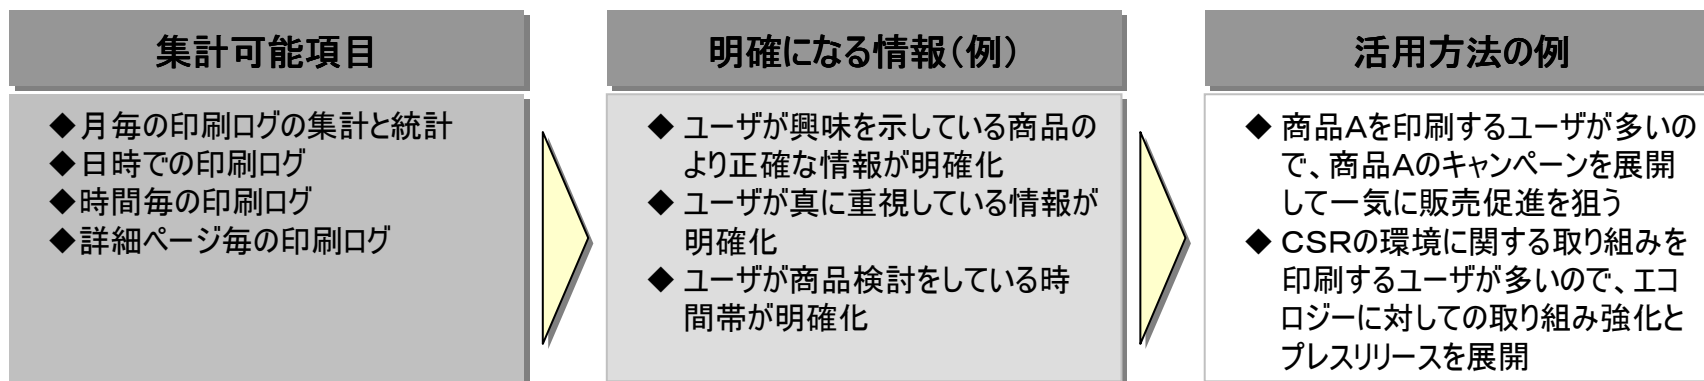 集計可能項目
◆月毎の印刷ログの集計と統計
◆日時での印刷ログ
◆時間毎の印刷ログ
◆詳細ページ毎の印刷ログ
明確になる情報(例)
◆ ユーザが興味を示している商品の
より正確な情報が明確化
◆ ユーザが真に重視している情報が
明確化
◆ ユーザが商品検討をしている時
間帯が明確化
活用方法の例
◆ 商品Aを印刷するユーザが多いの
で、商品Aのキャンペーンを展開
して一気に販売促進を狙う
◆ CSRの環境に関する取り組みを
印刷するユーザが多いので、エコ
ロジーに対しての取り組み強化と
プレスリリースを展開